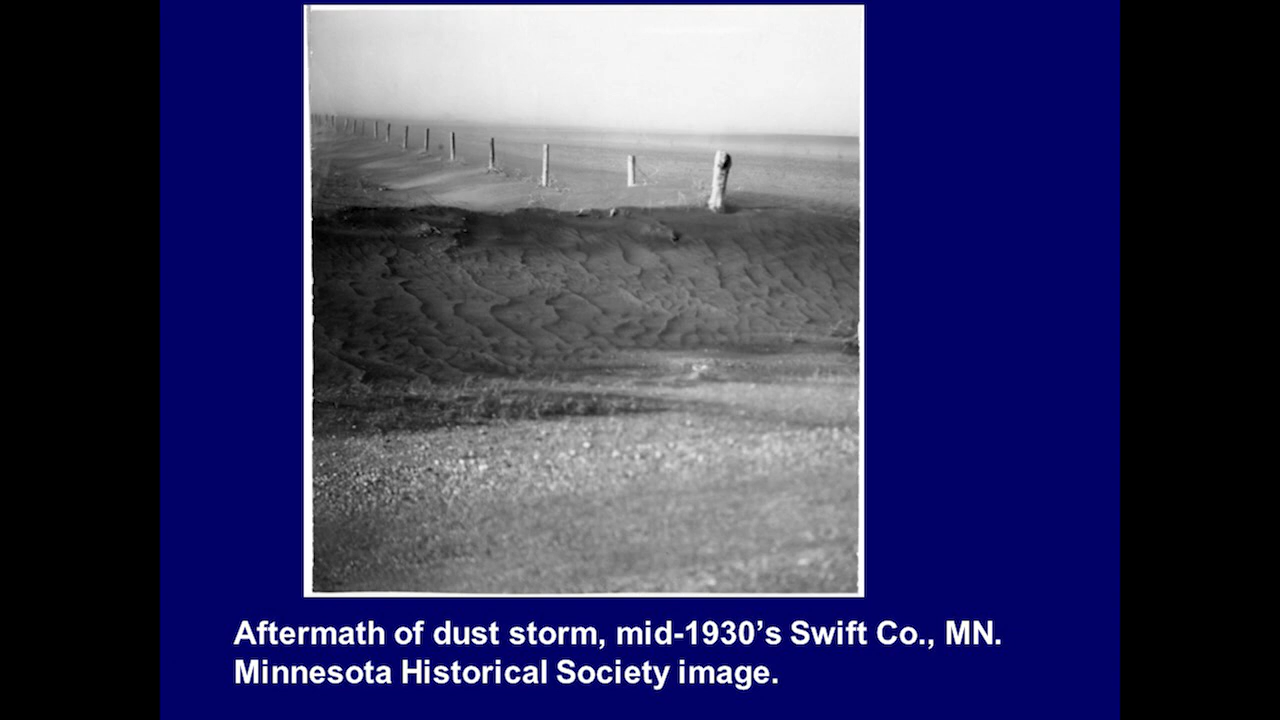 Aftermath of dust storm, mid-1930’s Swift Co., MN.
Minnesota Historical Society image.